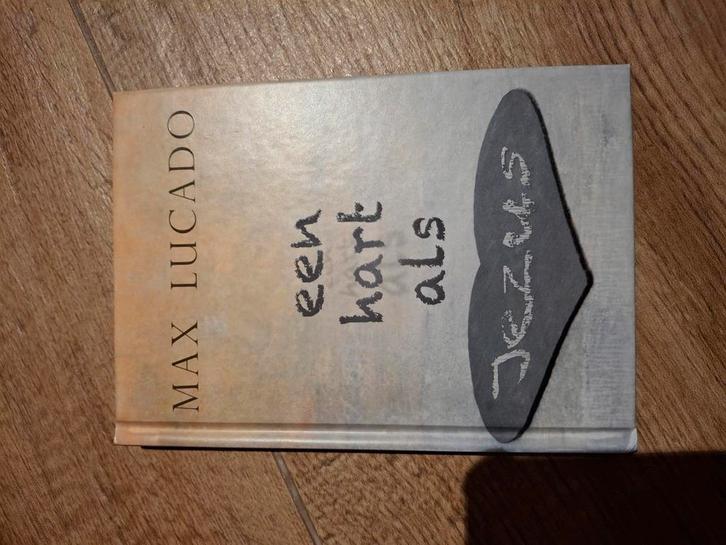 MAX LUCADO
een
hart
als
Jezus